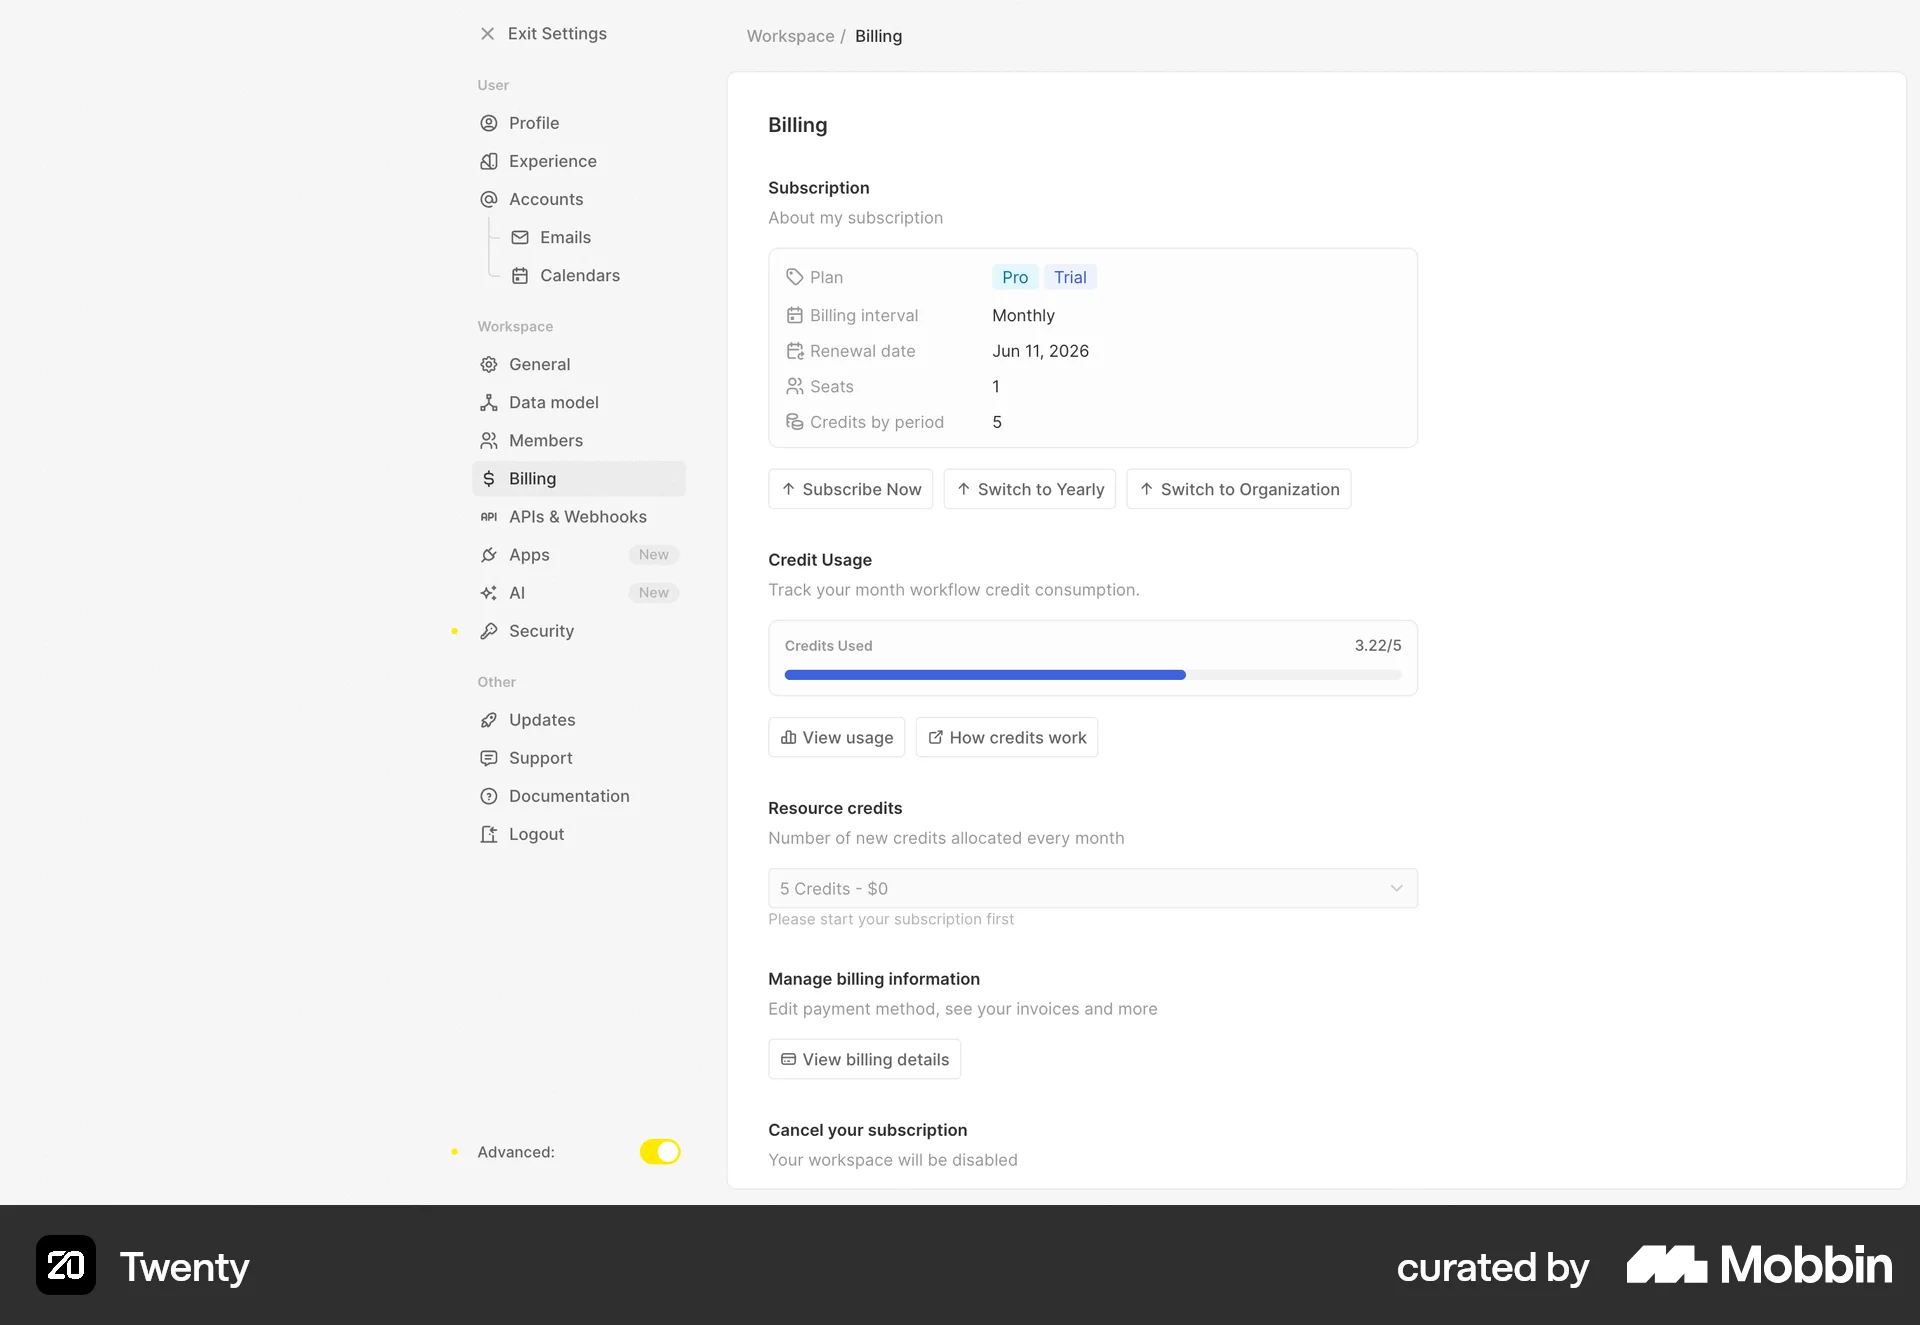 Exit Settings
User
Profile
Experience
Accounts
Emails
Calendars
Workspace
General
Data model
Members
Billing
API APIs & Webhooks
Apps New
AI New
Security
Other
Updates
Support
Documentation
Logout
Advanced:
Workspace / Billing
Billing
Subscription
About my subscription
Plan Pro Trial
Billing interval Monthly
Renewal date Jun 11, 2026
Seats 1
Credits by period 5
Subscribe Now Switch to Yearly Switch to Organization
Credit Usage
Track your month workflow credit consumption.
Credits Used 3.22/5
View usage How credits work
Resource credits
Number of new credits allocated every month
5 Credits - $0
Please start your subscription first
Manage billing information
Edit payment method, see your invoices and more
View billing details
Cancel your subscription
Your workspace will be disabled
20 Twenty
curated by Mobbin